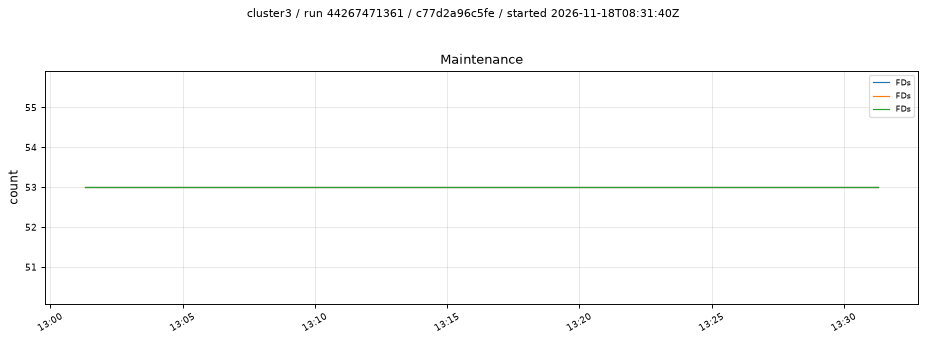 cluster3 / run 44267471361 / c77d2a96c5fe / started 2026-11-18T08:31:40Z
Maintenance
FDs
FDs
FDs
55
54
53
52
51
count
13:00
13:05
13:10
13:15
13:20
13:25
13:30